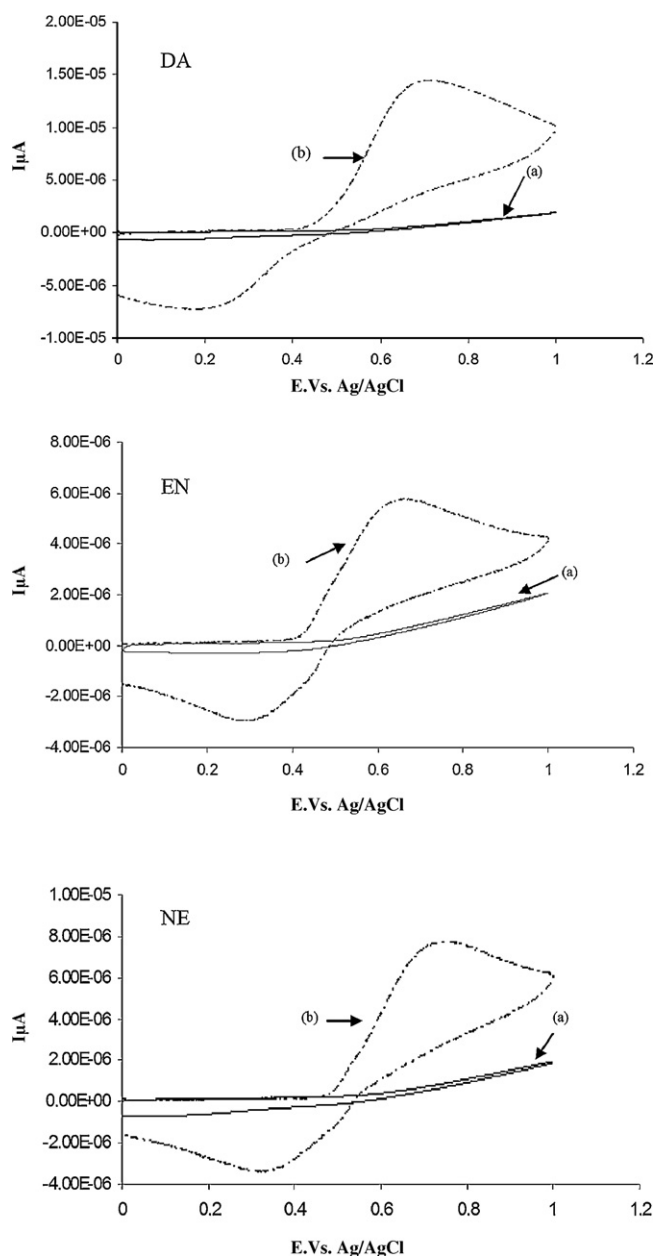 2.00E-05
DA
1.50E-05
1.00E-05
(b)
(a)
5.00E-06
0.00E+00
-5.00E-06
-1.00E-05
IµA
0 0.2 0.4 0.6 0.8 1 1.2
E.Vs. Ag/AgCl
8.00E-06
EN
6.00E-06
(b)
4.00E-06
(a)
2.00E-06
0.00E+00
-2.00E-06
-4.00E-06
IµA
0 0.2 0.4 0.6 0.8 1 1.2
E.Vs. Ag/AgCl
1.00E-05
NE
8.00E-06
6.00E-06
(b)
(a)
4.00E-06
2.00E-06
0.00E+00
-2.00E-06
-4.00E-06
IµA
0 0.2 0.4 0.6 0.8 1 1.2
E.Vs. Ag/AgCl